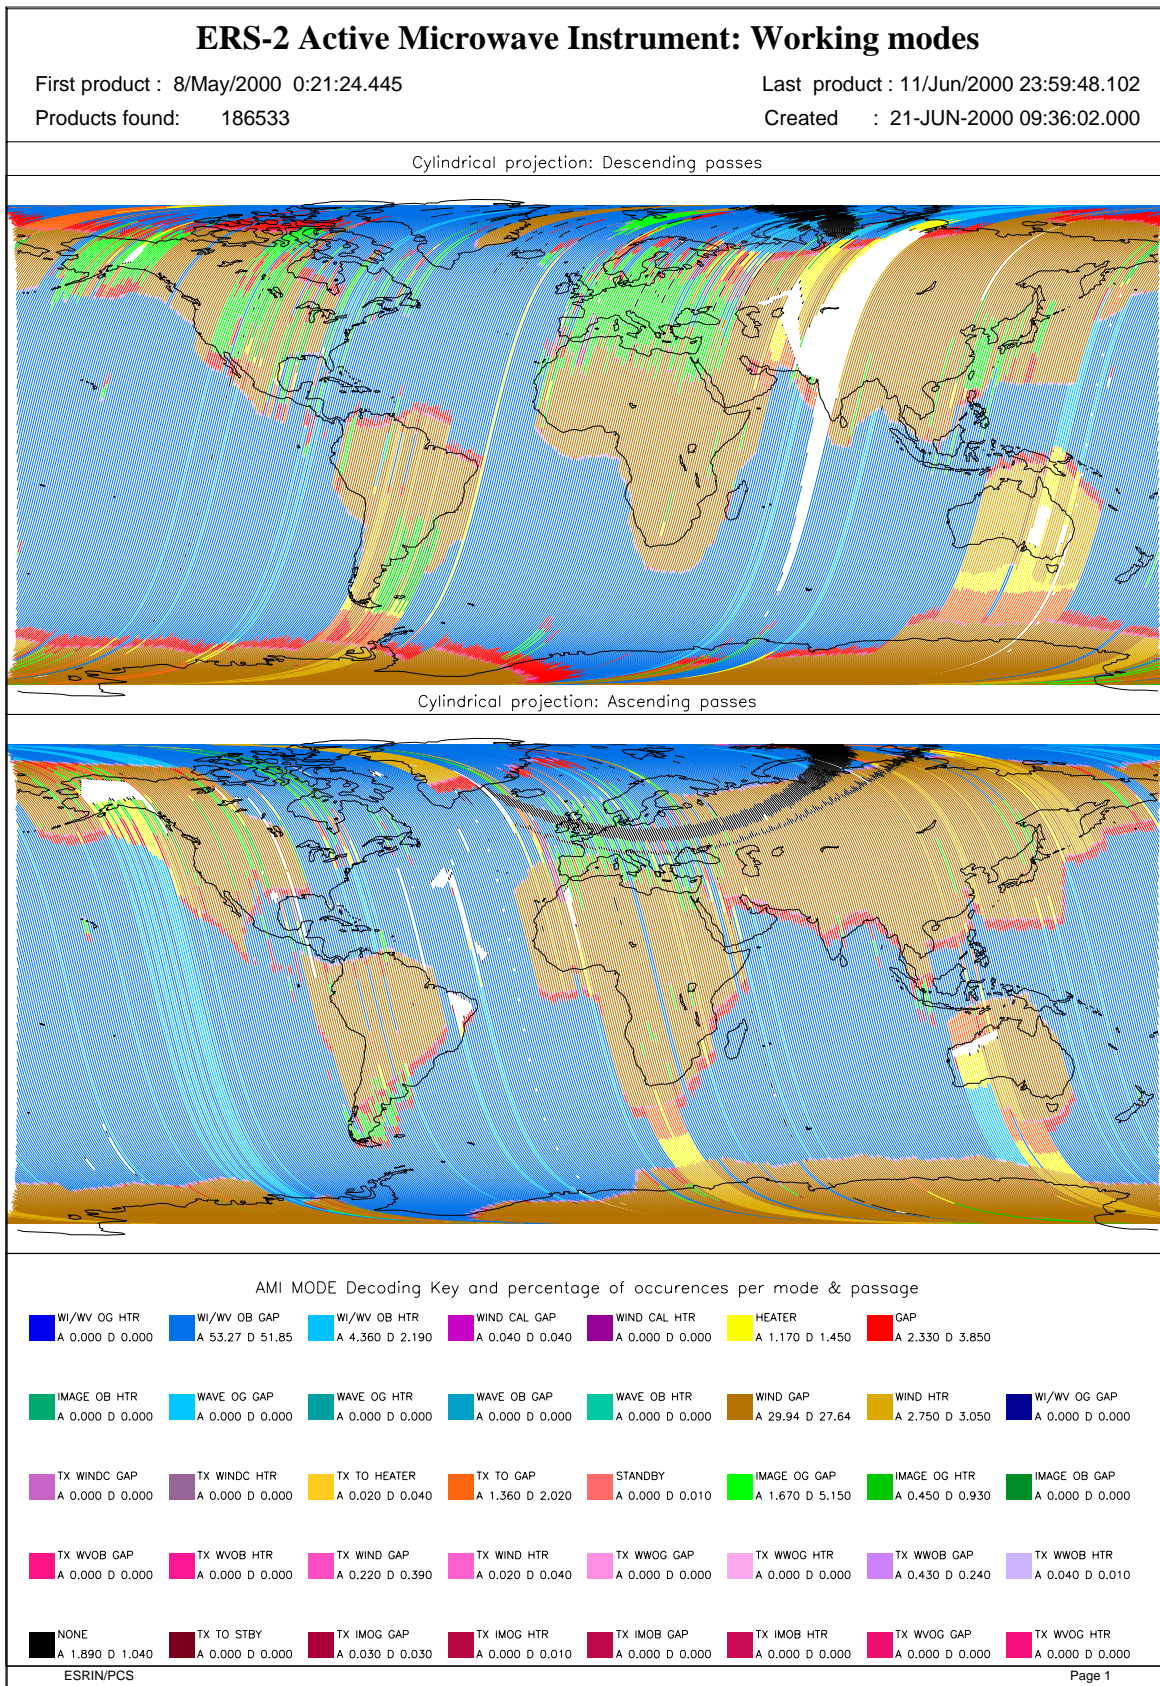 ERS-2 Active Microwave Instrument: Working modes
First product : 8/May/2000 0:21:24.445
Last product : 11/Jun/2000 23:59:48.102
Products found: 186533
Created : 21-JUN-2000 09:36:02.000
Cylindrical projection: Descending passes
Cylindrical projection: Ascending passes
AMI MODE Decoding Key and percentage of occurences per mode & passage
WI/WV OG HTR
A 0.000 D 0.000
WI/WV OB GAP
A 53.27 D 51.85
WI/WV OB HTR
A 4.360 D 2.190
WIND CAL GAP
A 0.040 D 0.040
WIND CAL HTR
A 0.000 D 0.000
HEATER
A 1.170 D 1.450
GAP
A 2.330 D 3.850
IMAGE OB HTR
A 0.000 D 0.000
WAVE OG GAP
A 0.000 D 0.000
WAVE OG HTR
A 0.000 D 0.000
WAVE OB GAP
A 0.000 D 0.000
WAVE OB HTR
A 0.000 D 0.000
WIND GAP
A 29.94 D 27.64
WIND HTR
A 2.750 D 3.050
WI/WV OG GAP
A 0.000 D 0.000
TX WINDC GAP
A 0.000 D 0.000
TX WINDC HTR
A 0.000 D 0.000
TX TO HEATER
A 0.020 D 0.040
TX TO GAP
A 1.360 D 2.020
STANDBY
A 0.000 D 0.010
IMAGE OG GAP
A 1.670 D 5.150
IMAGE OG HTR
A 0.450 D 0.930
IMAGE OB GAP
A 0.000 D 0.000
TX WVOB GAP
A 0.000 D 0.000
TX WVOB HTR
A 0.000 D 0.000
TX WIND GAP
A 0.220 D 0.390
TX WIND HTR
A 0.020 D 0.040
TX WWOG GAP
A 0.000 D 0.000
TX WWOG HTR
A 0.000 D 0.000
TX WWOB GAP
A 0.430 D 0.240
TX WWOB HTR
A 0.040 D 0.010
NONE
A 1.890 D 1.040
TX TO STBY
A 0.000 D 0.000
TX IMOG GAP
A 0.030 D 0.030
TX IMOG HTR
A 0.000 D 0.010
TX IMOB GAP
A 0.000 D 0.000
TX IMOB HTR
A 0.000 D 0.000
TX WVOG GAP
A 0.000 D 0.000
TX WVOG HTR
A 0.000 D 0.000
ESRIN/PCS
Page 1